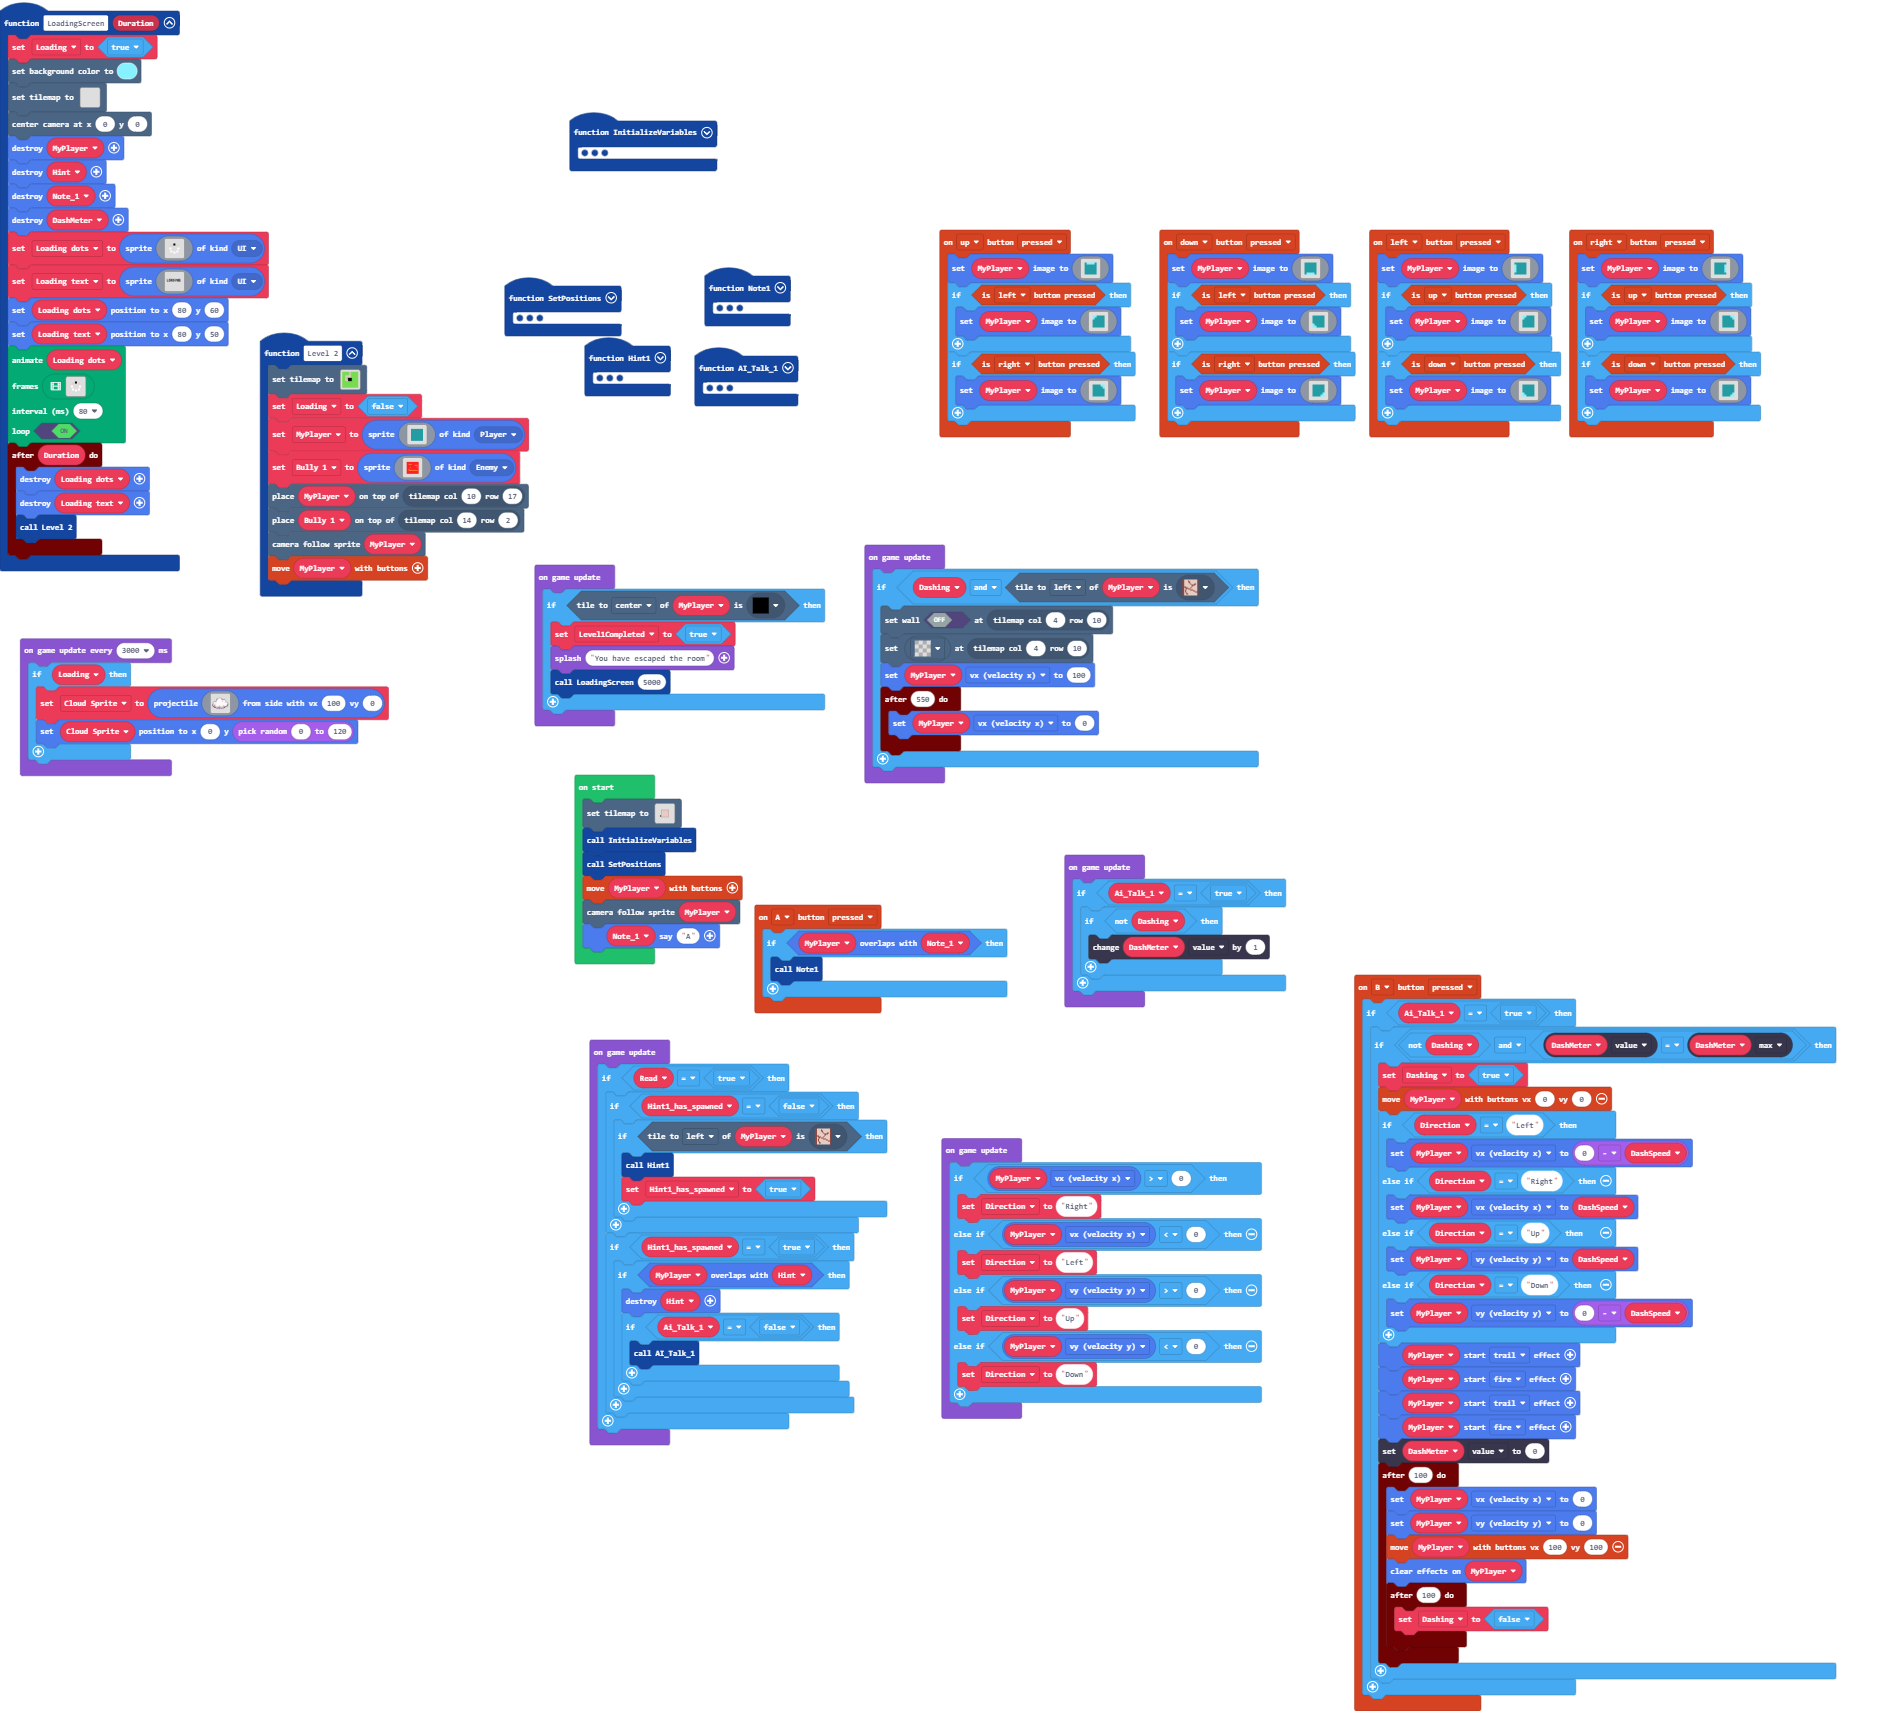 function LoadingScreen Duration
set Loading to true
set background color to
set tilemap to
center camera at x 0 y 0
destroy MyPlayer
destroy Hint
destroy Note_1
destroy DashMeter
set Loading dots to sprite of kind UI
set Loading text to sprite of kind UI
set Loading dots position to x 80 y 60
set Loading text position to x 80 y 50
animate Loading dots
frames
interval (ms) 80
loop ON
after Duration do
destroy Loading dots
destroy Loading text
call Level 2
function Level 2
set tilemap to
set Loading to false
set MyPlayer to sprite of kind Player
set Bully 1 to sprite of kind Enemy
place MyPlayer on top of tilemap col 10 row 17
place Bully 1 on top of tilemap col 14 row 2
camera follow sprite MyPlayer
move MyPlayer with buttons
function InitializeVariables
function SetPositions
function Note1
function Hint1
function AI_Talk_1
on up button pressed
set MyPlayer image to
if is left button pressed then
set MyPlayer image to
if is right button pressed then
set MyPlayer image to
on down button pressed
set MyPlayer image to
if is left button pressed then
set MyPlayer image to
if is right button pressed then
set MyPlayer image to
on left button pressed
set MyPlayer image to
if is up button pressed then
set MyPlayer image to
if is down button pressed then
set MyPlayer image to
on right button pressed
set MyPlayer image to
if is up button pressed then
set MyPlayer image to
if is down button pressed then
set MyPlayer image to
on game update every 3000 ms
if Loading then
set Cloud Sprite to projectile from side with vx 100 vy 0
set Cloud Sprite position to x 0 y pick random 0 to 120
on game update
if tile to center of MyPlayer is then
set Level1Completed to true
splash "You have escaped the room"
call LoadingScreen 5000
on game update
if Dashing and tile to left of MyPlayer is then
set wall OFF at tilemap col 4 row 10
set at tilemap col 4 row 10
set MyPlayer vx (velocity x) to 100
after 550 do
set MyPlayer vx (velocity x) to 0
on start
set tilemap to
call InitializeVariables
call SetPositions
move MyPlayer with buttons
camera follow sprite MyPlayer
Note_1 say "A"
on A button pressed
if MyPlayer overlaps with Note_1 then
call Note1
on game update
if Ai_Talk_1 = true then
if not Dashing then
change DashMeter value by 1
on game update
if Read = true then
if Hint1_has_spawned = false then
if tile to left of MyPlayer is then
call Hint1
set Hint1_has_spawned to true
if Hint1_has_spawned = true then
if MyPlayer overlaps with Hint then
destroy Hint
if Ai_Talk_1 = false then
call AI_Talk_1
on game update
if MyPlayer vx (velocity x) > 0 then
set Direction to "Right"
else if MyPlayer vx (velocity x) < 0 then
set Direction to "Left"
else if MyPlayer vy (velocity y) > 0 then
set Direction to "Up"
else if MyPlayer vy (velocity y) < 0 then
set Direction to "Down"
on B button pressed
if Ai_Talk_1 = true then
if not Dashing and DashMeter value = DashMeter max then
set Dashing to true
move MyPlayer with buttons vx 0 vy 0
if Direction = "Left" then
set MyPlayer vx (velocity x) to 0 - DashSpeed
else if Direction = "Right" then
set MyPlayer vx (velocity x) to DashSpeed
else if Direction = "Up" then
set MyPlayer vy (velocity y) to DashSpeed
else if Direction = "Down" then
set MyPlayer vy (velocity y) to 0 - DashSpeed
MyPlayer start trail effect
MyPlayer start fire effect
MyPlayer start trail effect
MyPlayer start fire effect
set DashMeter value to 0
after 100 do
set MyPlayer vx (velocity x) to 0
set MyPlayer vy (velocity y) to 0
move MyPlayer with buttons vx 100 vy 100
clear effects on MyPlayer
after 100 do
set Dashing to false